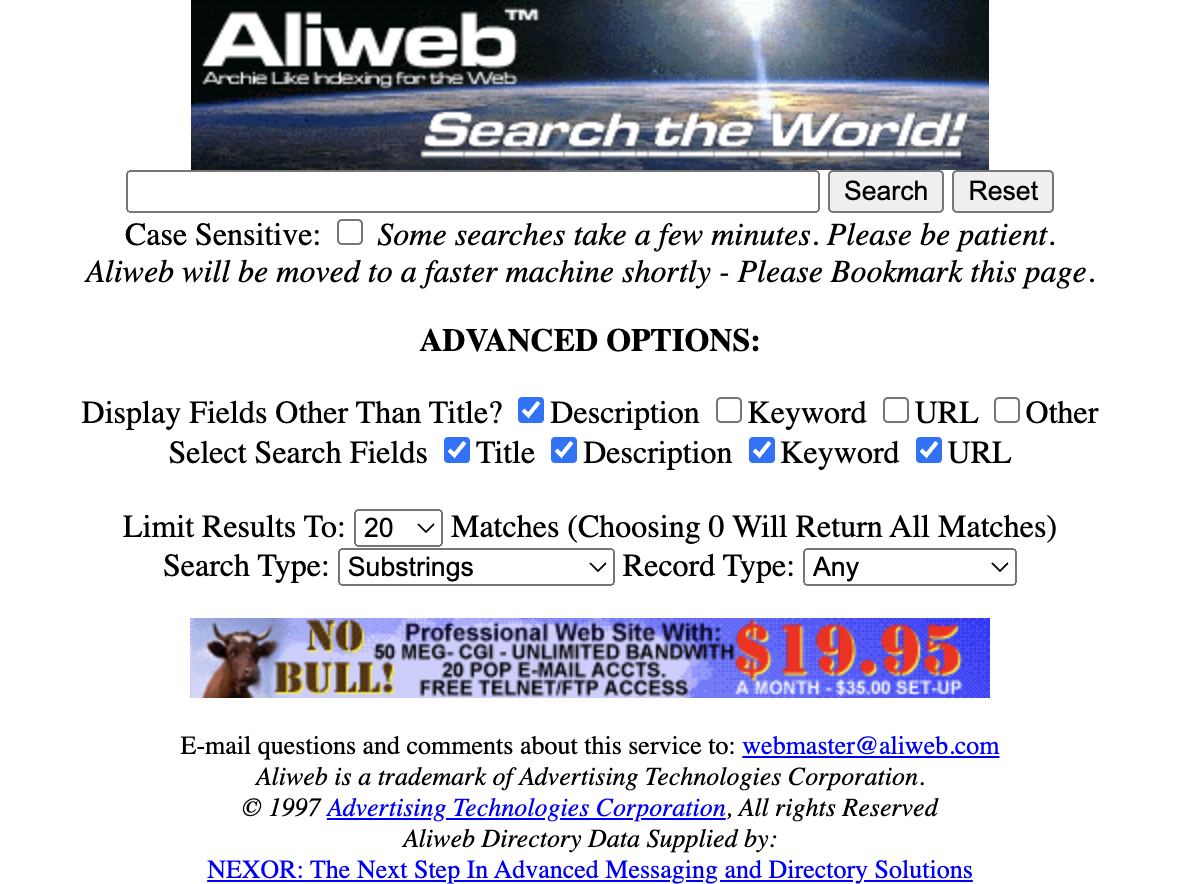 Aliweb™
Archie Like Indexing for the Web
Search the World!
Search Reset
Case Sensitive: Some searches take a few minutes. Please be patient.
Aliweb will be moved to a faster machine shortly - Please Bookmark this page.
ADVANCED OPTIONS:
Display Fields Other Than Title? Description Keyword URL Other
Select Search Fields Title Description Keyword URL
Limit Results To: 20 Matches (Choosing 0 Will Return All Matches)
Search Type: Substrings Record Type: Any
NO BULL!
Professional Web Site With:
50 MEG- CGI - UNLIMITED BANDWITH
20 POP E-MAIL ACCTS.
FREE TELNET/FTP ACCESS
$19.95
A MONTH - $35.00 SET-UP
E-mail questions and comments about this service to: webmaster@aliweb.com
Aliweb is a trademark of Advertising Technologies Corporation.
© 1997 Advertising Technologies Corporation, All rights Reserved
Aliweb Directory Data Supplied by:
NEXOR: The Next Step In Advanced Messaging and Directory Solutions